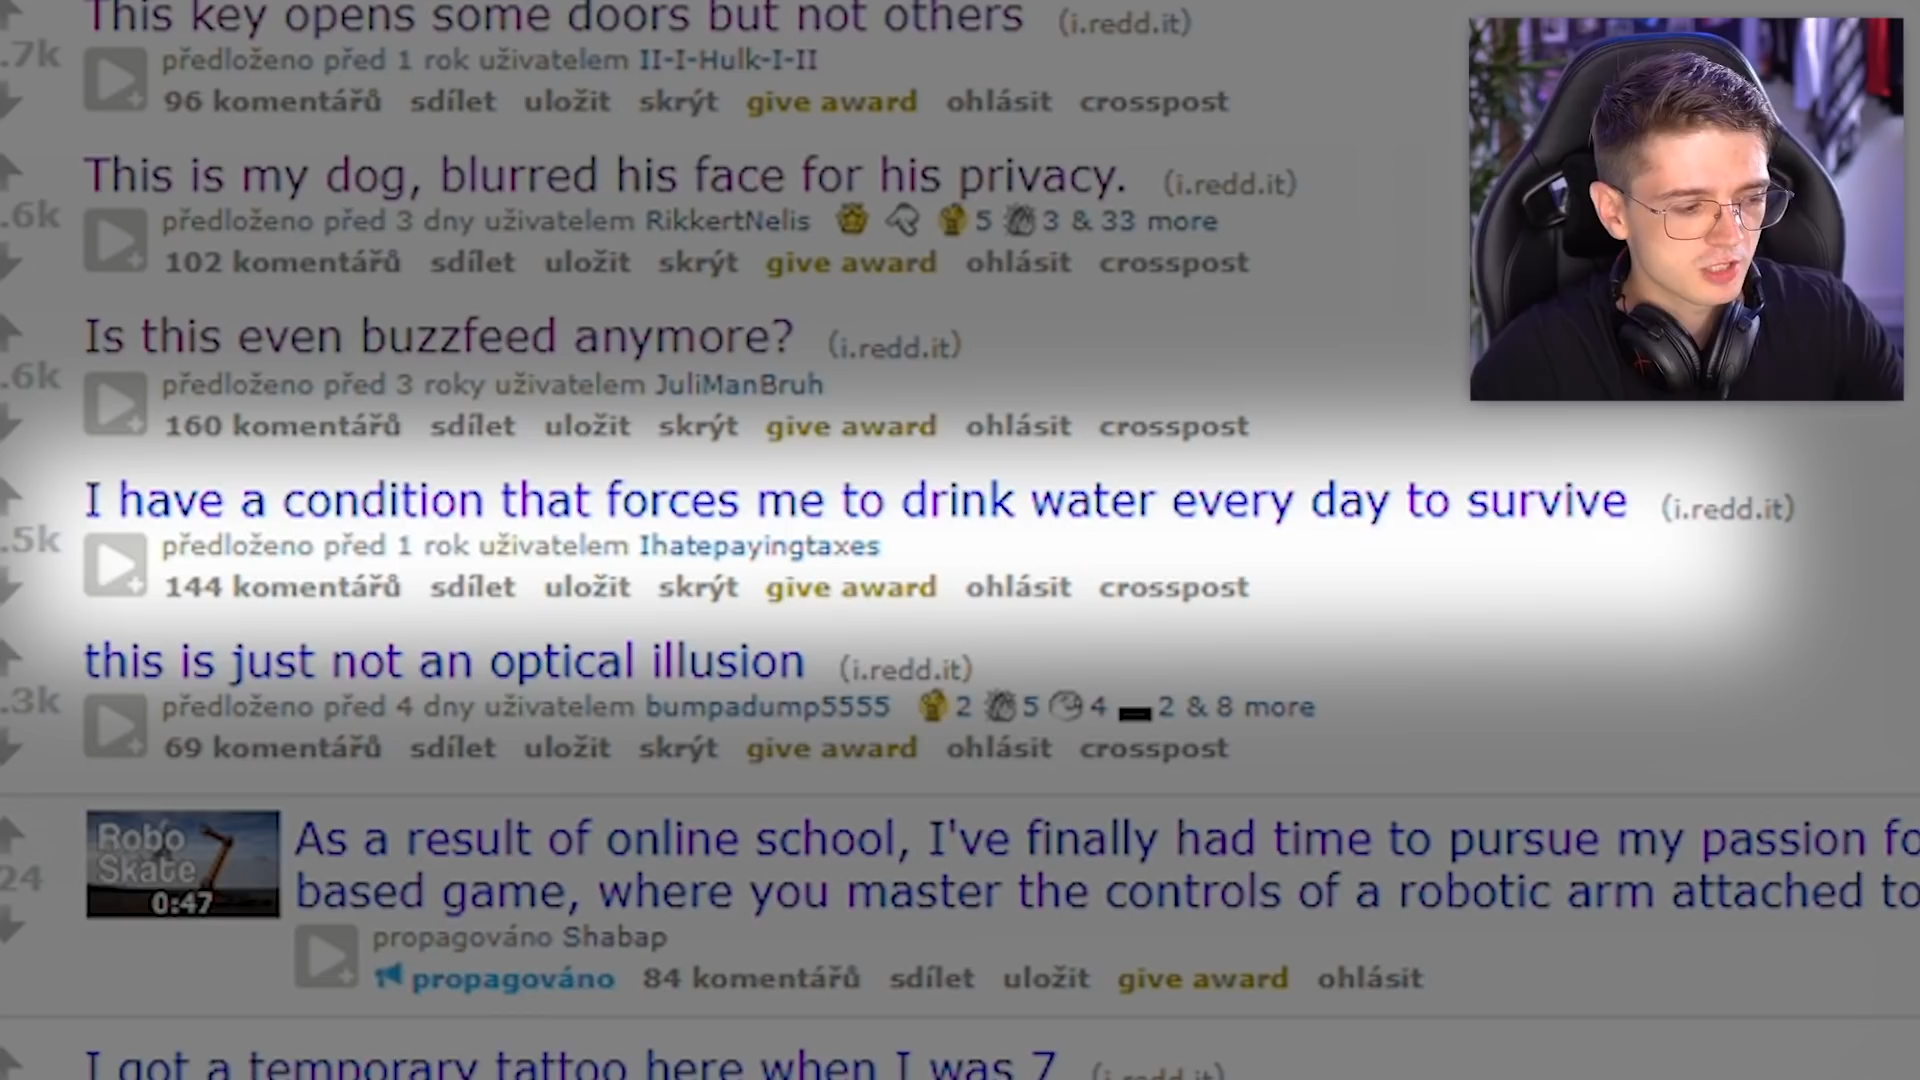 This key opens some doors but not others (i.redd.it)
.7k
předloženo před 1 rok uživatelem II-I-Hulk-I-II
96 komentářů sdílet uložit skrýt give award ohlásit crosspost
This is my dog, blurred his face for his privacy. (i.redd.it)
.6k
předloženo před 3 dny uživatelem RikkertNelis 5 3 & 33 more
102 komentářů sdílet uložit skrýt give award ohlásit crosspost
Is this even buzzfeed anymore? (i.redd.it)
.6k
předloženo před 3 roky uživatelem JuliManBruh
160 komentářů sdílet uložit skrýt give award ohlásit crosspost
I have a condition that forces me to drink water every day to survive (i.redd.it)
.5k
předloženo před 1 rok uživatelem Ihatepayingtaxes
144 komentářů sdílet uložit skrýt give award ohlásit crosspost
this is just not an optical illusion (i.redd.it)
.3k
předloženo před 4 dny uživatelem bumpadump5555 2 5 4 2 & 8 more
69 komentářů sdílet uložit skrýt give award ohlásit crosspost
Robo
Skate
0:47
24
As a result of online school, I've finally had time to pursue my passion fo
based game, where you master the controls of a robotic arm attached to
propagováno Shabap
propagováno 84 komentářů sdílet uložit give award ohlásit
I got a temporary tattoo here when I was 7 (i.redd.it)